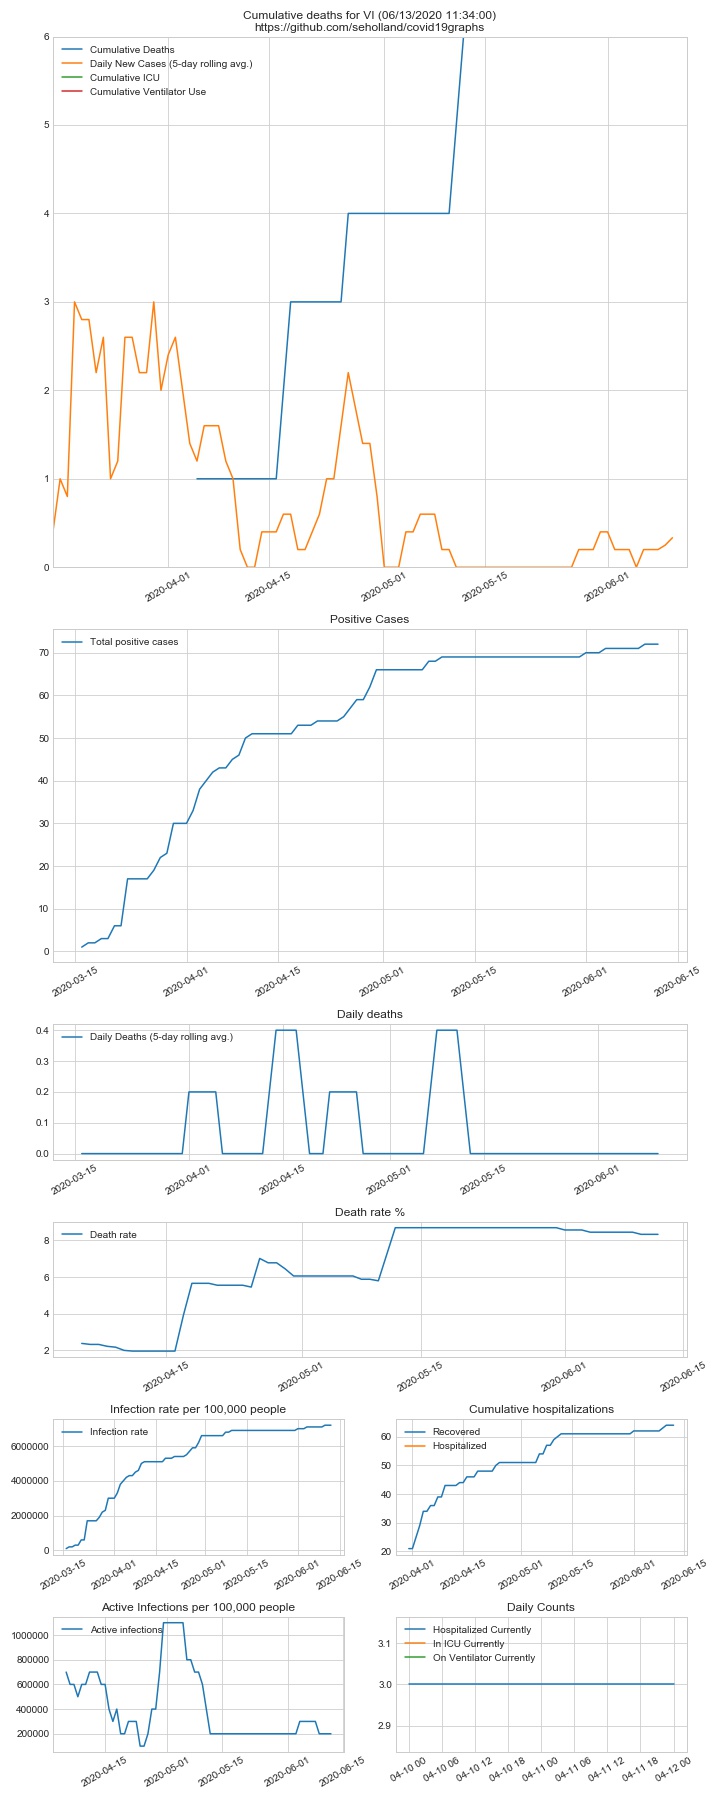 Cumulative deaths for VI (06/13/2020 11:34:00)
https://github.com/seholland/covid19graphs
Cumulative Deaths
Daily New Cases (5-day rolling avg.)
Cumulative ICU
Cumulative Ventilator Use
6
5
4
3
2
1
0
2020-04-01 2020-04-15 2020-05-01 2020-05-15 2020-06-01
Positive Cases
Total positive cases
70
60
50
40
30
20
10
0
2020-03-15 2020-04-01 2020-04-15 2020-05-01 2020-05-15 2020-06-01 2020-06-15
Daily deaths
Daily Deaths (5-day rolling avg.)
0.4
0.3
0.2
0.1
0.0
2020-03-15 2020-04-01 2020-04-15 2020-05-01 2020-05-15 2020-06-01
Death rate %
Death rate
8
6
4
2
2020-04-15 2020-05-01 2020-05-15 2020-06-01 2020-06-15
Infection rate per 100,000 people
Infection rate
6000000
4000000
2000000
0
2020-03-15 2020-04-01 2020-04-15 2020-05-01 2020-05-15 2020-06-01 2020-06-15
Cumulative hospitalizations
Recovered
Hospitalized
60
50
40
30
20
2020-04-01 2020-04-15 2020-05-01 2020-05-15 2020-06-01 2020-06-15
Active Infections per 100,000 people
Active infections
1000000
800000
600000
400000
200000
2020-04-15 2020-05-01 2020-05-15 2020-06-01 2020-06-15
Daily Counts
Hospitalized Currently
In ICU Currently
On Ventilator Currently
3.1
3.0
2.9
04-10 00 04-10 06 04-10 12 04-10 18 04-11 00 04-11 06 04-11 12 04-11 18 04-12 00